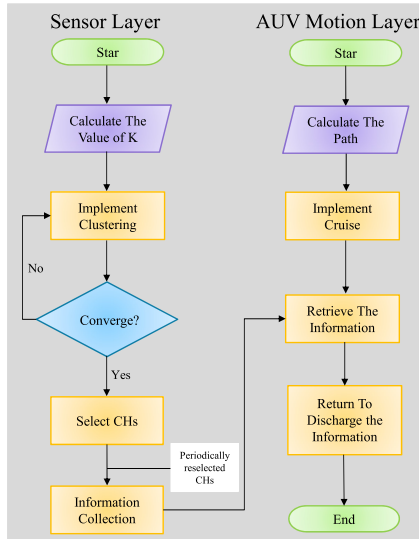 Sensor Layer
Star
Calculate The
Value of K
Implement
Clustering
No
Converge?
Yes
Select CHs
Periodically
reselected
CHs
Information
Collection
AUV Motion Layer
Star
Calculate The
Path
Implement
Cruise
Retrieve The
Information
Return To
Discharge the
Information
End